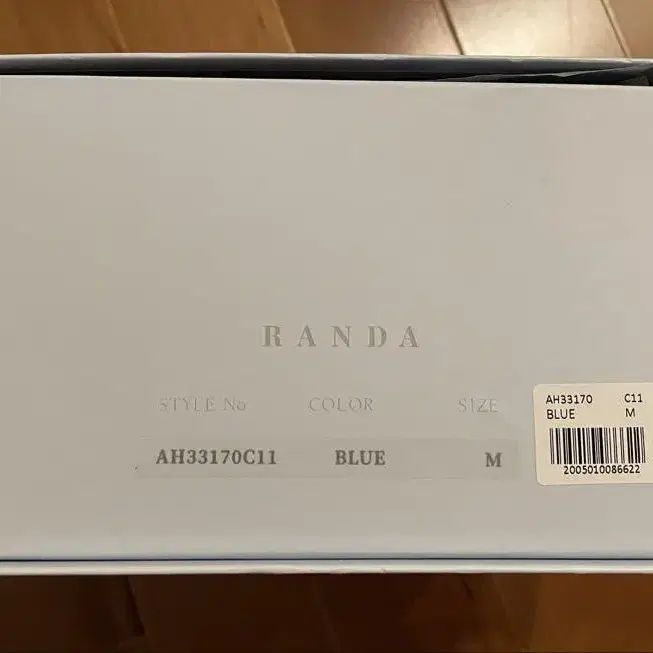 RANDA
STYLE No COLOR SIZE
AH33170C11 BLUE M
AH33170 C11
BLUE M
2005010086622